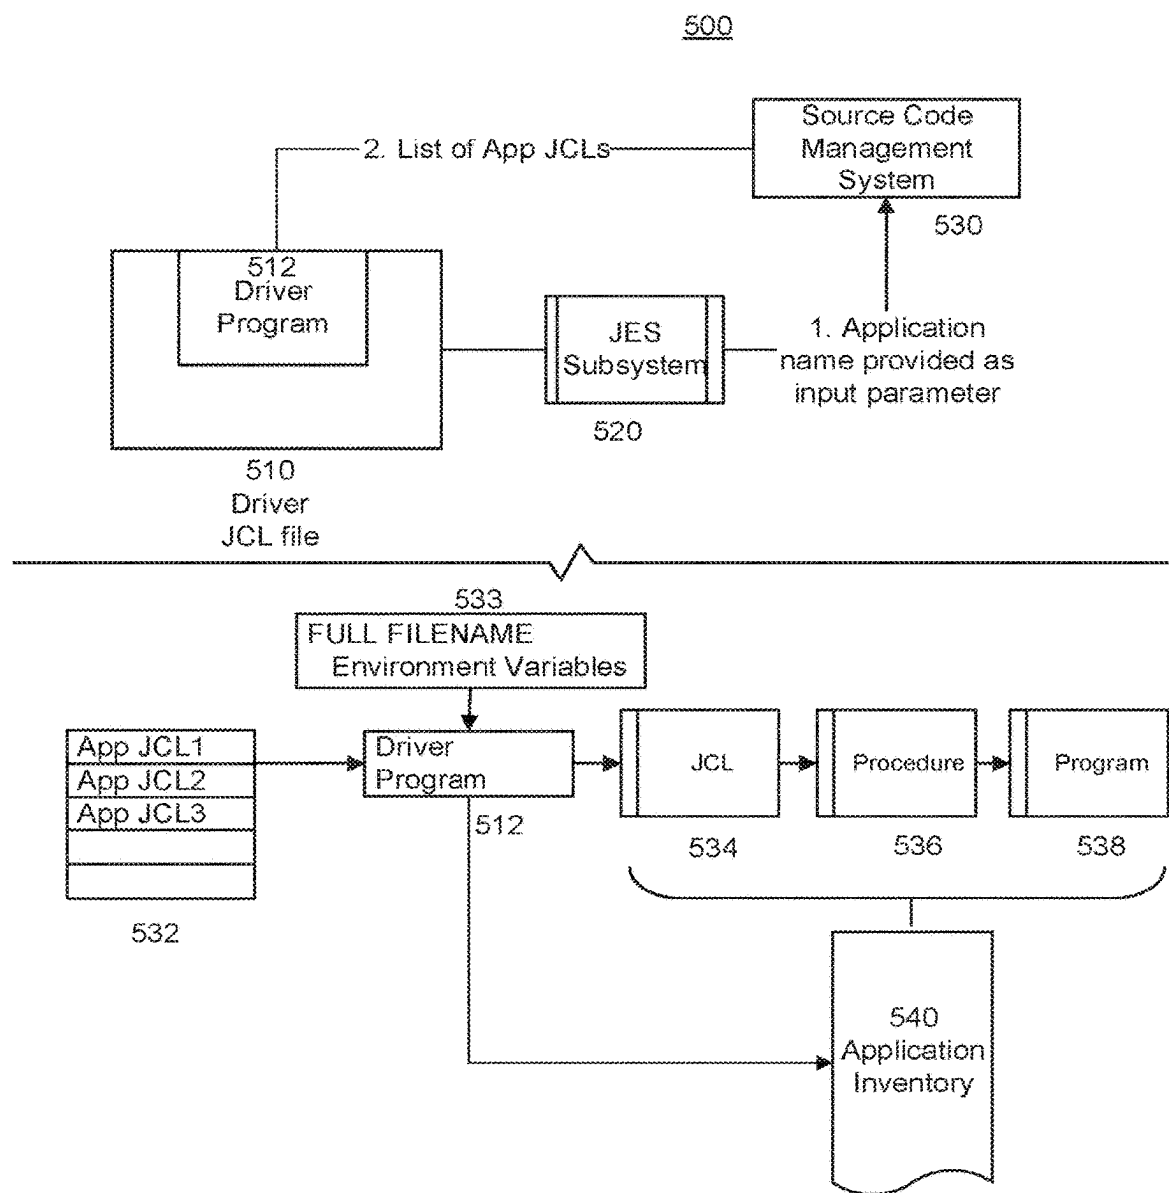 500
Source Code
Management
System
530
2. List of App JCLs
512
Driver
Program
JES
Subsystem
520
1. Application
name provided as
input parameter
510
Driver
JCL file
533
FULL FILENAME
Environment Variables
App JCL1
App JCL2
App JCL3
532
Driver
Program
512
JCL
534
Procedure
536
Program
538
540
Application
Inventory